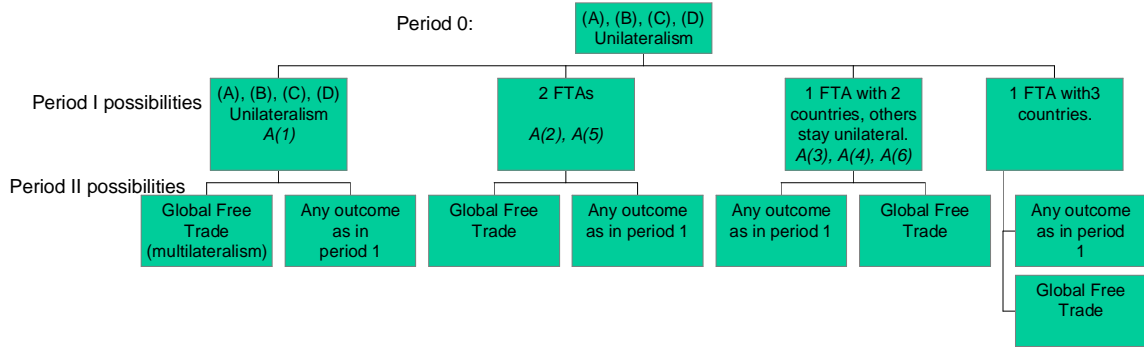 Period 0:
(A), (B), (C), (D)
Unilateralism
Period I possibilities
(A), (B), (C), (D)
Unilateralism
A(1)
2 FTAs
A(2), A(5)
1 FTA with 2
countries, others
stay unilateral.
A(3), A(4), A(6)
1 FTA with3
countries.
Period II possibilities
Global Free
Trade
(multilateralism)
Any outcome
as in
period 1
Global Free
Trade
Any outcome
as in period 1
Any outcome
as in period 1
Global Free
Trade
Any outcome
as in period
1
Global Free
Trade